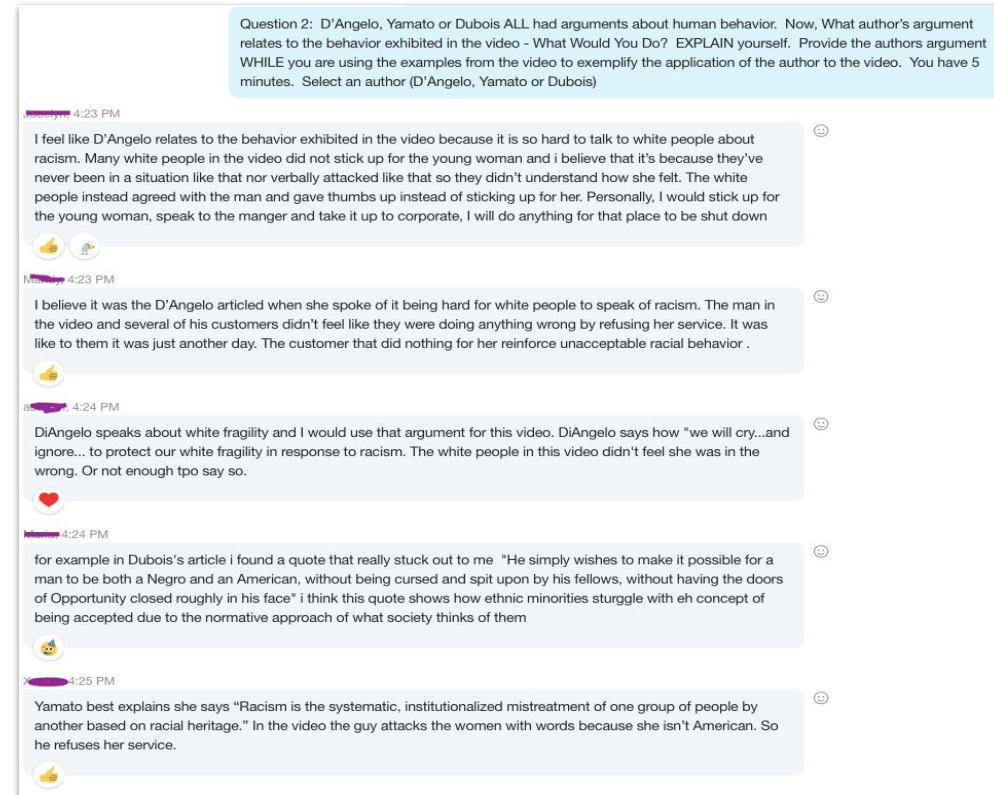 Question 2: D’Angelo, Yamato or Dubois ALL had arguments about human behavior. Now, What author’s argument
relates to the behavior exhibited in the video - What Would You Do? EXPLAIN yourself. Provide the authors argument
WHILE you are using the examples from the video to exemplify the application of the author to the video. You have 5
minutes. Select an author (D’Angelo, Yamato or Dubois)
4:23 PM
I feel like D’Angelo relates to the behavior exhibited in the video because it is so hard to talk to white people about
racism. Many white people in the video did not stick up for the young woman and i believe that it’s because they’ve
never been in a situation like that nor verbally attacked like that so they didn’t understand how she felt. The white
people instead agreed with the man and gave thumbs up instead of sticking up for her. Personally, I would stick up for
the young woman, speak to the manger and take it up to corporate, I will do anything for that place to be shut down
4:23 PM
I believe it was the D’Angelo articled when she spoke of it being hard for white people to speak of racism. The man in
the video and several of his customers didn’t feel like they were doing anything wrong by refusing her service. It was
like to them it was just another day. The customer that did nothing for her reinforce unacceptable racial behavior .
4:24 PM
DiAngelo speaks about white fragility and I would use that argument for this video. DiAngelo says how "we will cry...and
ignore... to protect our white fragility in response to racism. The white people in this video didn't feel she was in the
wrong. Or not enough tpo say so.
4:24 PM
for example in Dubois's article i found a quote that really stuck out to me "He simply wishes to make it possible for a
man to be both a Negro and an American, without being cursed and spit upon by his fellows, without having the doors
of Opportunity closed roughly in his face" i think this quote shows how ethnic minorities sturggle with eh concept of
being accepted due to the normative approach of what society thinks of them
4:25 PM
Yamato best explains she says “Racism is the systematic, institutionalized mistreatment of one group of people by
another based on racial heritage.” In the video the guy attacks the women with words because she isn’t American. So
he refuses her service.